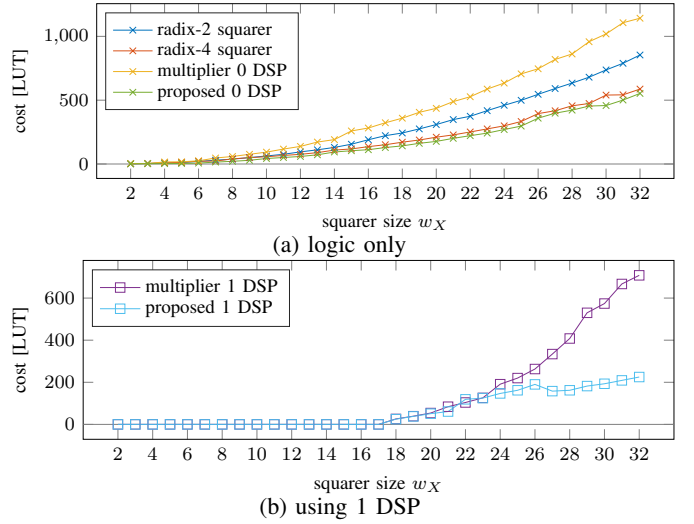 1,000
500
0
cost [LUT]
radix-2 squarer
radix-4 squarer
multiplier 0 DSP
proposed 0 DSP
2 4 6 8 10 12 14 16 18 20 22 24 26 28 30 32
squarer size w_X
(a) logic only
600
400
200
0
cost [LUT]
multiplier 1 DSP
proposed 1 DSP
2 4 6 8 10 12 14 16 18 20 22 24 26 28 30 32
squarer size w_X
(b) using 1 DSP